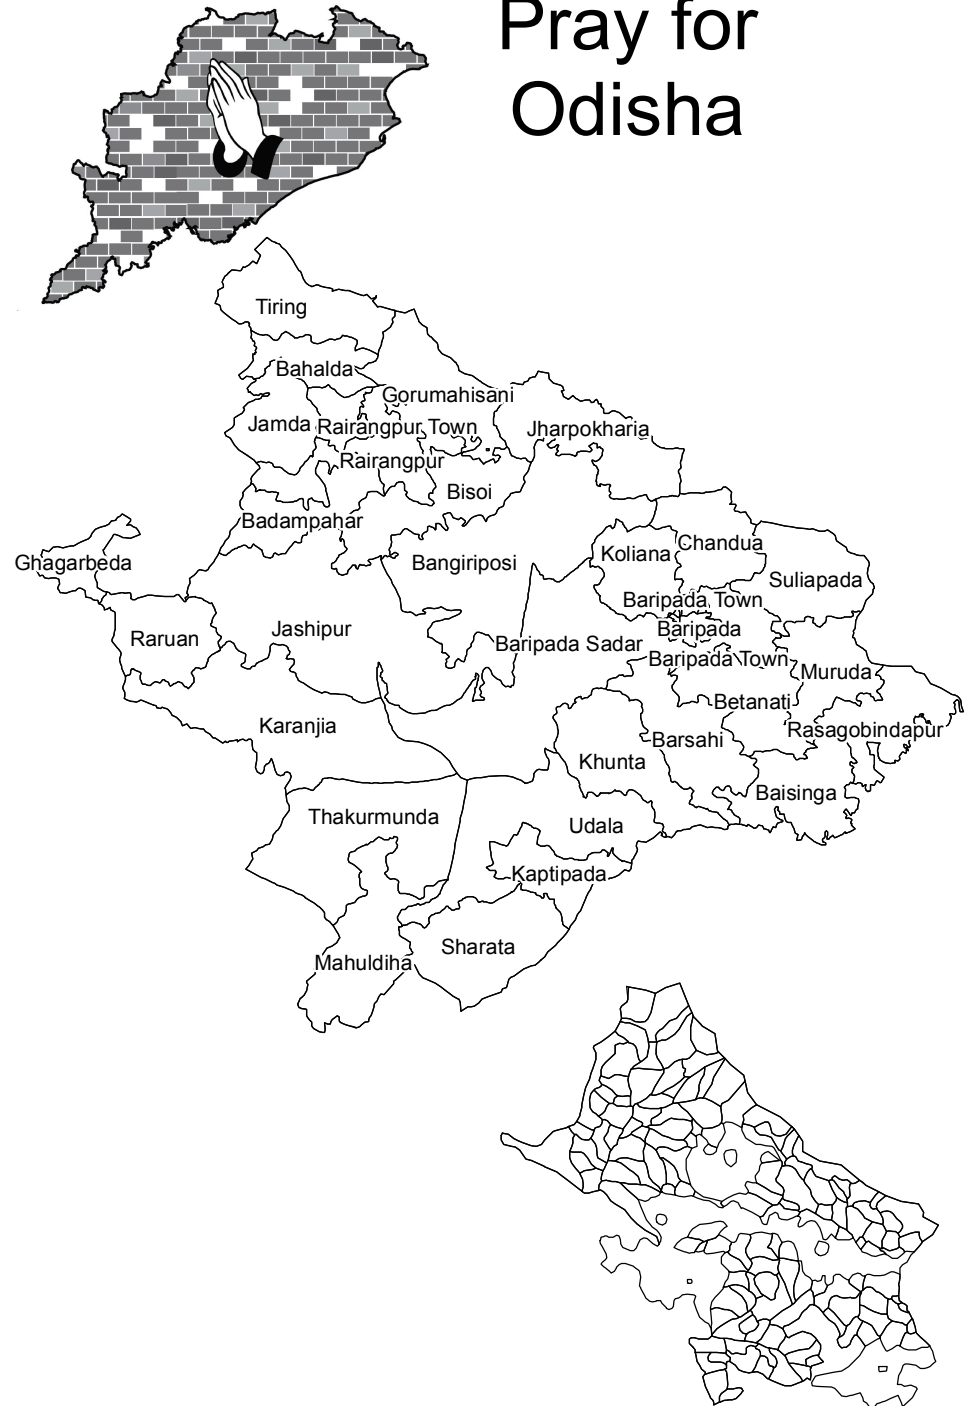 Pray for
Odisha
Tiring
Bahalda
Gorumahisani
Jamda
Rairangpur Town
Jharpokharia
Rairangpur
Bisoi
Badampahar
Ghagarbeda
Bangiriposi
Koliana
Chandua
Suliapada
Baripada Town
Raruan
Jashipur
Baripada Sadar
Baripada
Baripada Town
Muruda
Betanati
Karanjia
Barsahi
Rasagobindapur
Khunta
Baisinga
Thakurmunda
Udala
Kaptipada
Sharata
Mahuldiha